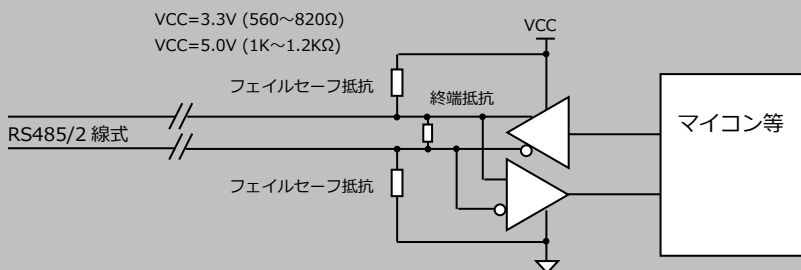 VCC=3.3V (560～820Ω)
VCC=5.0V (1K～1.2KΩ)
VCC
フェイルセーフ抵抗
終端抵抗
マイコン等
RS485/2 線式
フェイルセーフ抵抗